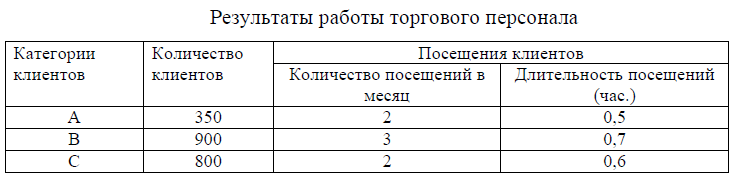 Результаты работы торгового персонала
Категории клиентов
Количество клиентов
Посещения клиентов
Количество посещений в месяц
Длительность посещений (час.)
А 350 2 0,5
В 900 3 0,7
С 800 2 0,6